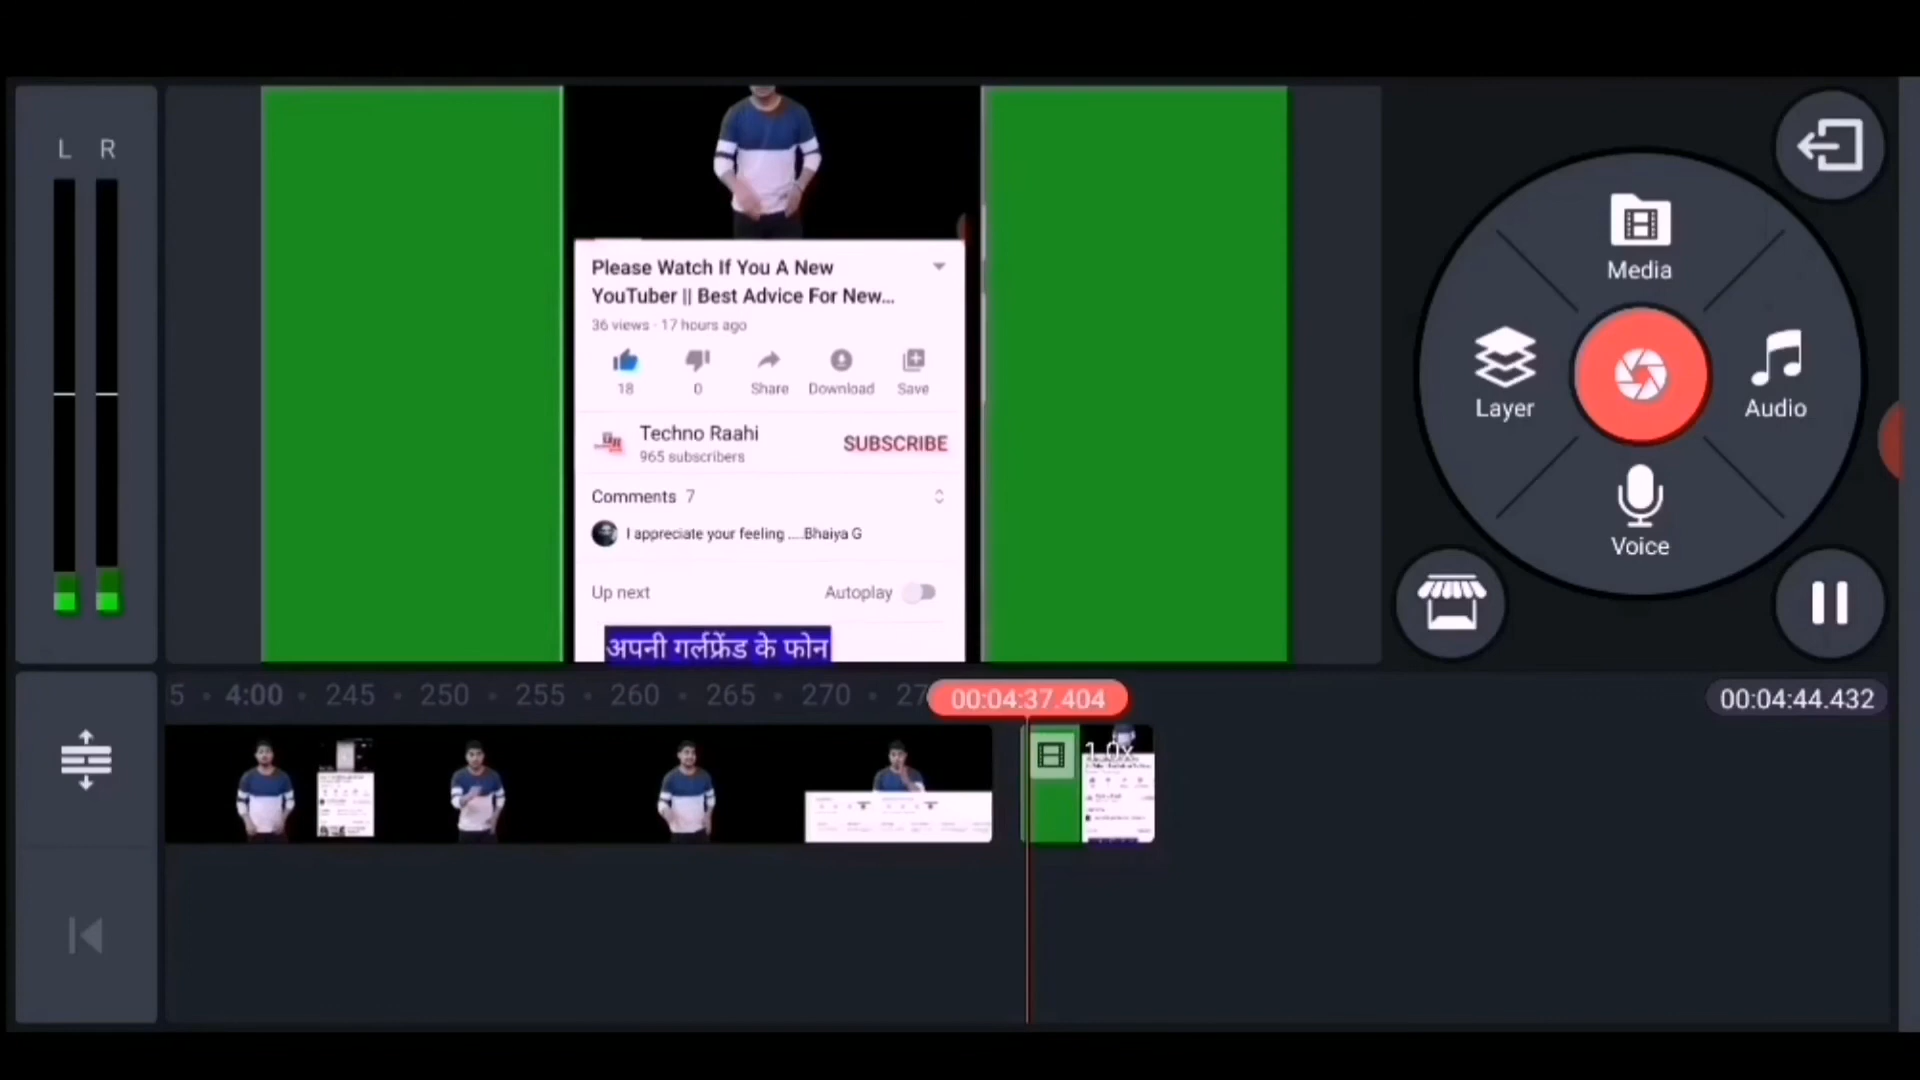 L R
Please Watch If You A New
YouTuber || Best Advice For New...
36 views · 17 hours ago
18
0
Share
Download
Save
Techno Raahi
965 subscribers
SUBSCRIBE
Comments 7
I appreciate your feeling ....Bhaiya G
Up next
Autoplay
अपनी गर्लफ्रेंड के फोन
Media
Layer
Audio
Voice
5 4:00 245 250 255 260 265 270 27
00:04:37.404
00:04:44.432
1.0x